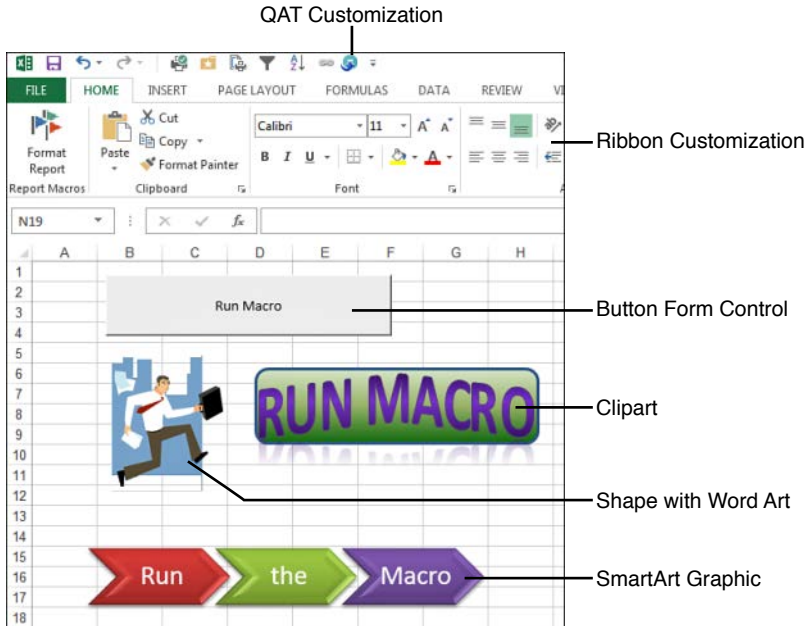 QAT Customization
FILE HOME INSERT PAGE LAYOUT FORMULAS DATA REVIEW VI
Format Report
Paste
Cut
Copy
Format Painter
Calibri 11 A A
B I U A
Report Macros Clipboard Font
Ribbon Customization
N19 fx
A B C D E F G H
1
2
3
4
5
6
7
8
9
10
11
12
13
14
15
16
17
18
Run Macro
Button Form Control
RUN MACRO
Clipart
Shape with Word Art
Run the Macro
SmartArt Graphic